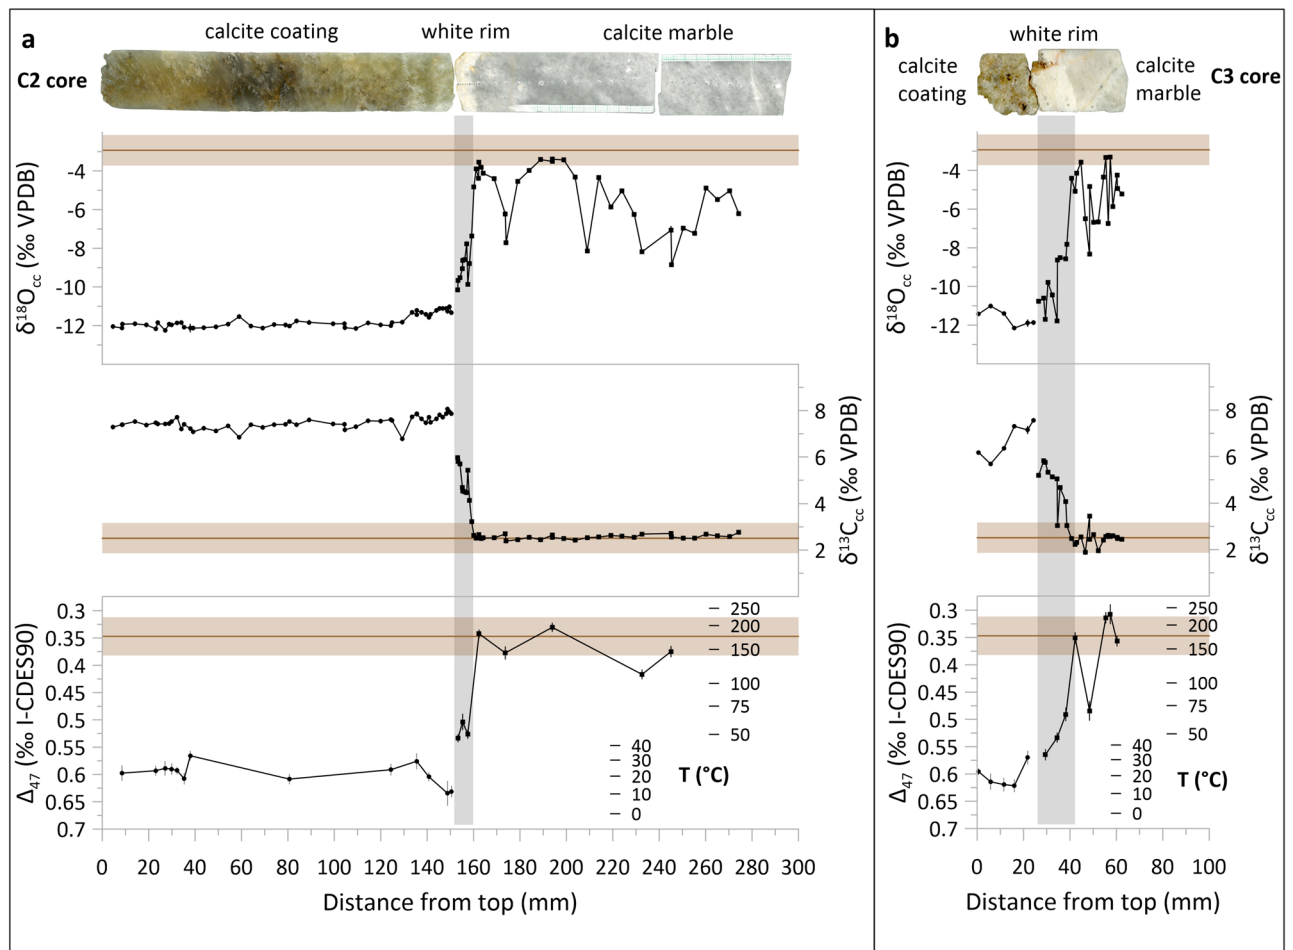 a
calcite coating
white rim
calcite marble
C2 core
δ18Occ (‰ VPDB)
-4
-6
-8
-10
-12
8
6
4
2
δ13Ccc (‰ VPDB)
Δ47 (‰ I-CDES90)
0.3
0.35
0.4
0.45
0.5
0.55
0.6
0.65
0.7
250
200
150
100
75
50
40
30
20
10
0
T (°C)
0 20 40 60 80 100 120 140 160 180 200 220 240 260 280 300
Distance from top (mm)
b
white rim
calcite
coating
calcite
marble
C3 core
δ18Occ (‰ VPDB)
-4
-6
-8
-10
-12
8
6
4
2
δ13Ccc (‰ VPDB)
Δ47 (‰ I-CDES90)
0.3
0.35
0.4
0.45
0.5
0.55
0.6
0.65
0.7
250
200
150
100
75
50
40
30
20
10
0
T (°C)
0 20 40 60 80 100
Distance from top (mm)